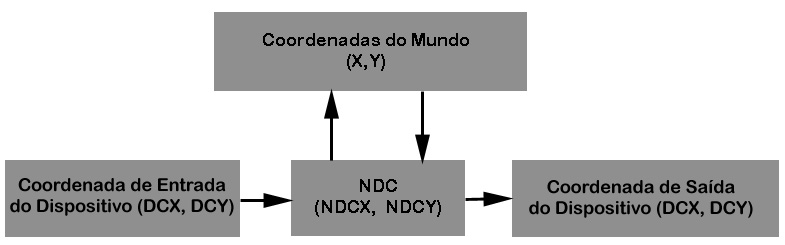 Coordenadas do Mundo
(X,Y)
Coordenada de Entrada
do Dispositivo (DCX, DCY)
NDC
(NDCX, NDCY)
Coordenada de Saída
do Dispositivo (DCX, DCY)